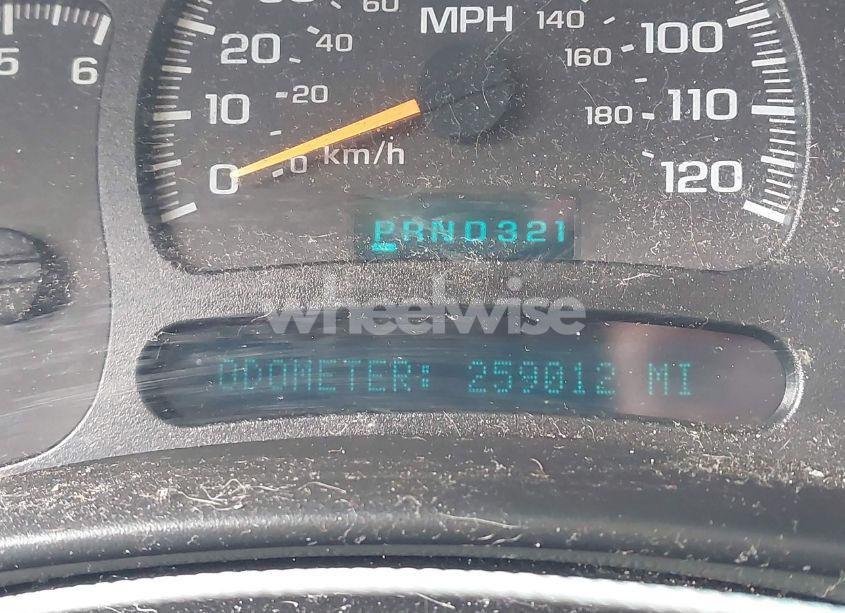 60 MPH 140
5 6 20 40 160 100
10 20 180 110
0 0 km/h 120
PRND321
wheelwise
ODOMETER: 259012 MI